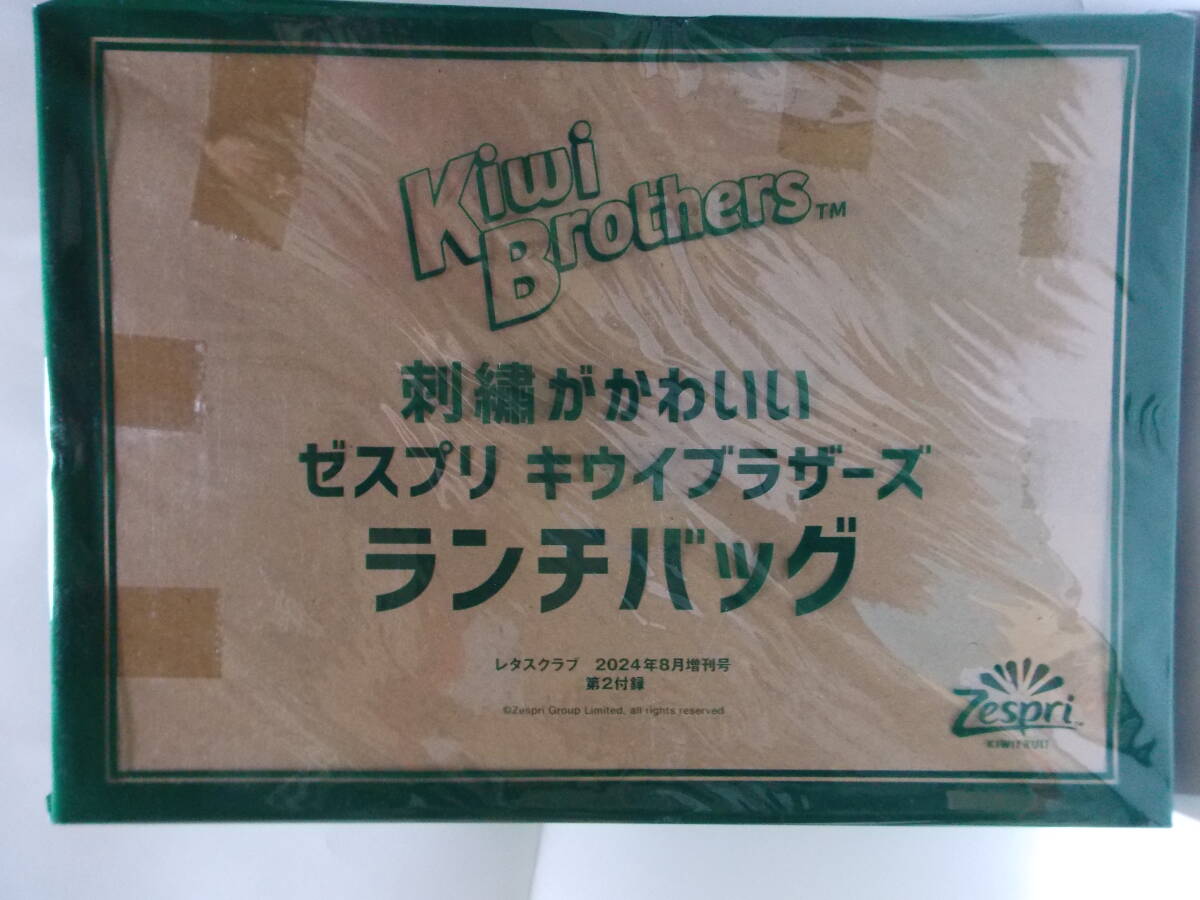 Kiwi
Brothers™
刺繍がかわいい
ゼスプリ キウイブラザーズ
ランチバッグ
レタスクラブ 2024年8月増刊号
第2付録
©Zespri Group Limited, all rights reserved
Zespri™
KIWIFRUIT